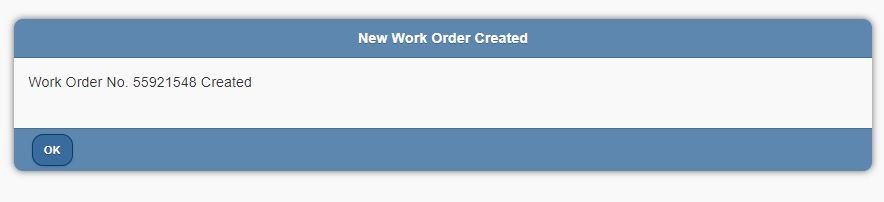 New Work Order Created
Work Order No. 55921548 Created
OK